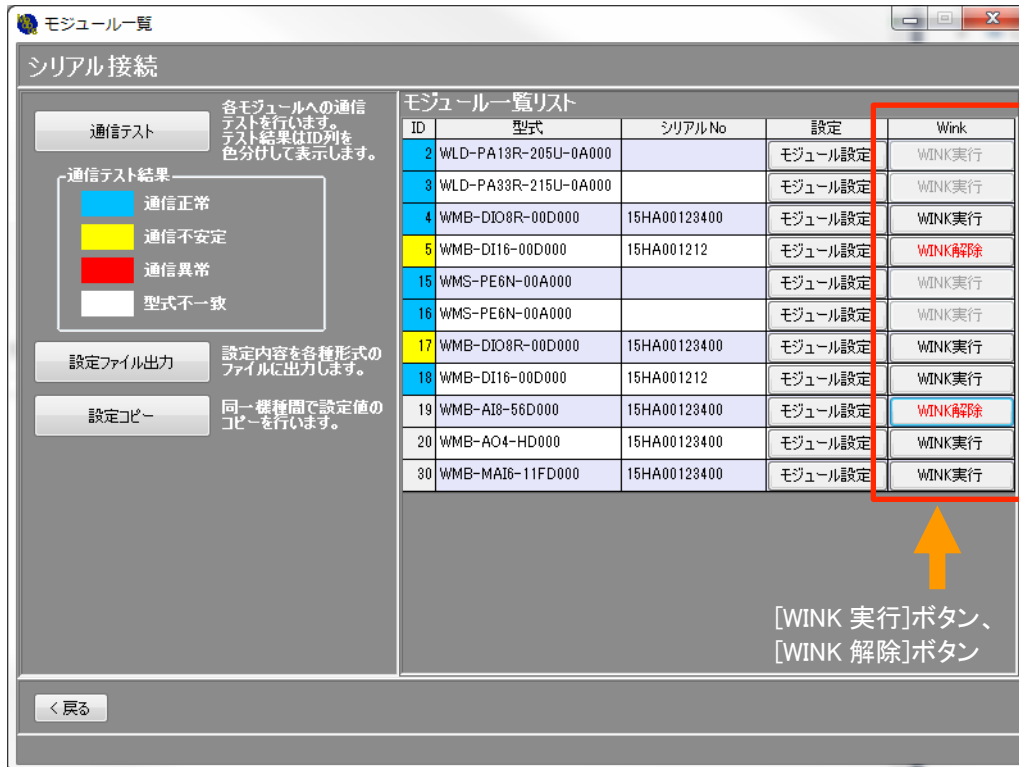 モジュール一覧
シリアル接続
通信テスト
各モジュールへの通信
テストを行います。
テスト結果はID列を
色分けして表示します。
通信テスト結果
通信正常
通信不安定
通信異常
型式不一致
設定ファイル出力
設定内容を各種形式の
ファイルに出力します。
設定コピー
同一機種間で設定値の
コピーを行います。
モジュール一覧リスト
ID 型式 シリアルNo 設定 Wink
2 WLD-PA13R-205U-0A000 モジュール設定 WINK実行
3 WLD-PA33R-215U-0A000 モジュール設定 WINK実行
4 WMB-DIO8R-00D000 15HA00123400 モジュール設定 WINK実行
5 WMB-DI16-00D000 15HA001212 モジュール設定 WINK解除
15 WMS-PE6N-00A000 モジュール設定 WINK実行
16 WMS-PE6N-00A000 モジュール設定 WINK実行
17 WMB-DIO8R-00D000 15HA00123400 モジュール設定 WINK実行
18 WMB-DI16-00D000 15HA001212 モジュール設定 WINK実行
19 WMB-AI8-56D000 15HA00123400 モジュール設定 WINK解除
20 WMB-AO4-HD000 15HA00123400 モジュール設定 WINK実行
30 WMB-MAI6-11FD000 15HA00123400 モジュール設定 WINK実行
[WINK 実行]ボタン、
[WINK 解除]ボタン
<戻る